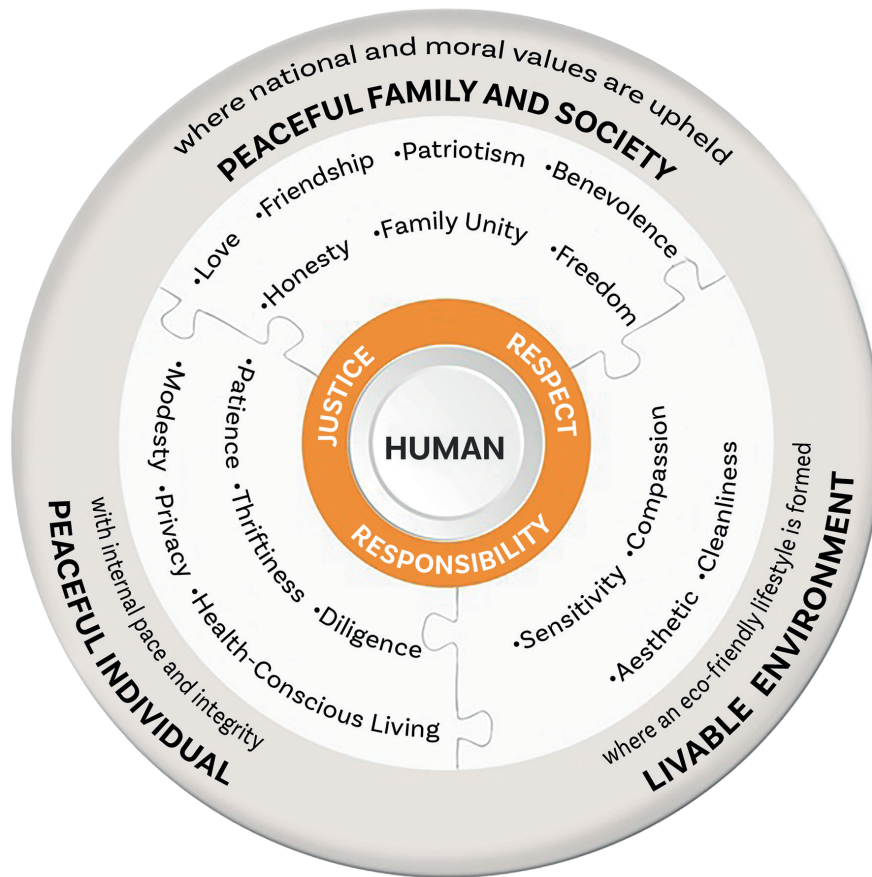 where national and moral values are upheld
PEACEFUL FAMILY AND SOCIETY
•Love •Friendship •Patriotism •Benevolence
•Honesty •Family Unity •Freedom
JUSTICE
RESPECT
HUMAN
RESPONSIBILITY
•Patience •Thriftiness •Diligence
•Modesty •Privacy •Health-Conscious Living
with internal pace and integrity
PEACEFUL INDIVIDUAL
•Sensitivity •Compassion
•Aesthetic •Cleanliness
where an eco-friendly lifestyle is formed
LIVABLE ENVIRONMENT